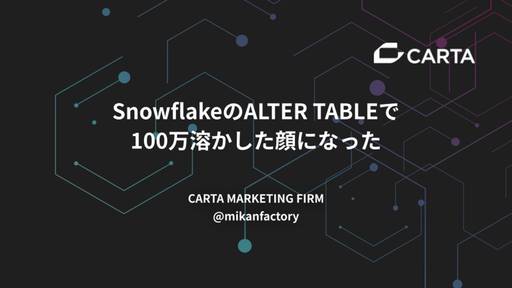 CARTA
SnowflakeのALTER TABLEで
100万溶かした顔になった
CARTA MARKETING FIRM
@mikanfactory